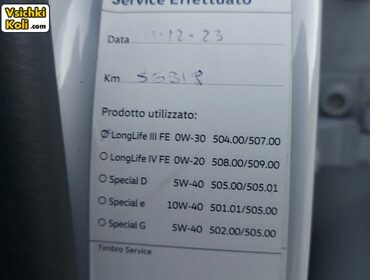 Vsichki
Koli.com
Service Effettuato
Data 11-12-23
Km 55318
Prodotto utilizzato:
LongLife III FE 0W-30 504.00/507.00
LongLife IV FE 0W-20 508.00/509.00
Special D 5W-40 505.00/505.01
Special e 10W-40 501.01/505.00
Special G 5W-40 502.00/505.00
Timbro Service